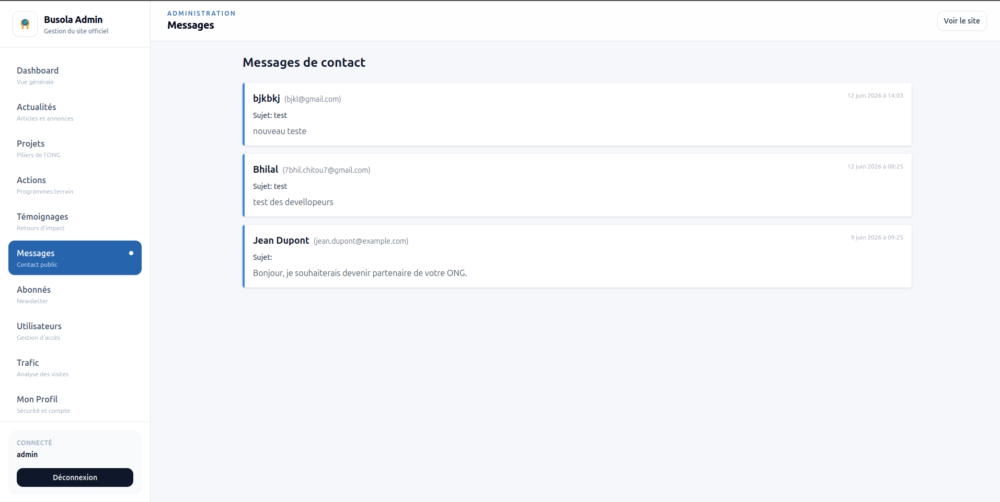 Busola Admin
Gestion du site officiel
Dashboard
Vue générale
Actualités
Articles et annonces
Projets
Piliers de l'ONG
Actions
Programmes terrain
Témoignages
Retours d'impact
Messages
Contact public
Abonnés
Newsletter
Utilisateurs
Gestion d'accès
Trafic
Analyse des visites
Mon Profil
Sécurité et compte
CONNECTÉ
admin
Déconnexion
ADMINISTRATION
Messages
Voir le site
Messages de contact
bjkbkj (bjkl@gmail.com) 12 juin 2026 à 14:03
Sujet: test
nouveau teste
Bhilal (7bhil.chitou7@gmail.com) 12 juin 2026 à 08:25
Sujet: test
test des devellopeurs
Jean Dupont (jean.dupont@example.com) 9 juin 2026 à 09:25
Sujet:
Bonjour, je souhaiterais devenir partenaire de votre ONG.